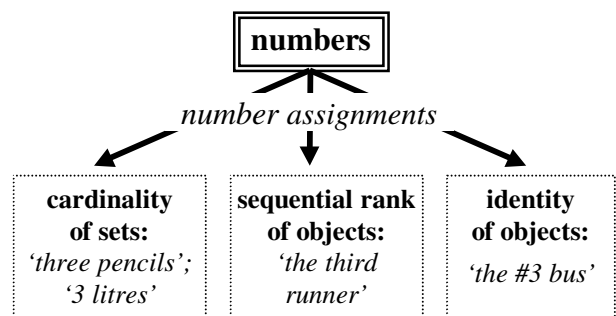 numbers
number assignments
cardinality
of sets:
‘three pencils’;
‘3 litres’
sequential rank
of objects:
‘the third
runner’
identity
of objects:
‘the #3 bus’